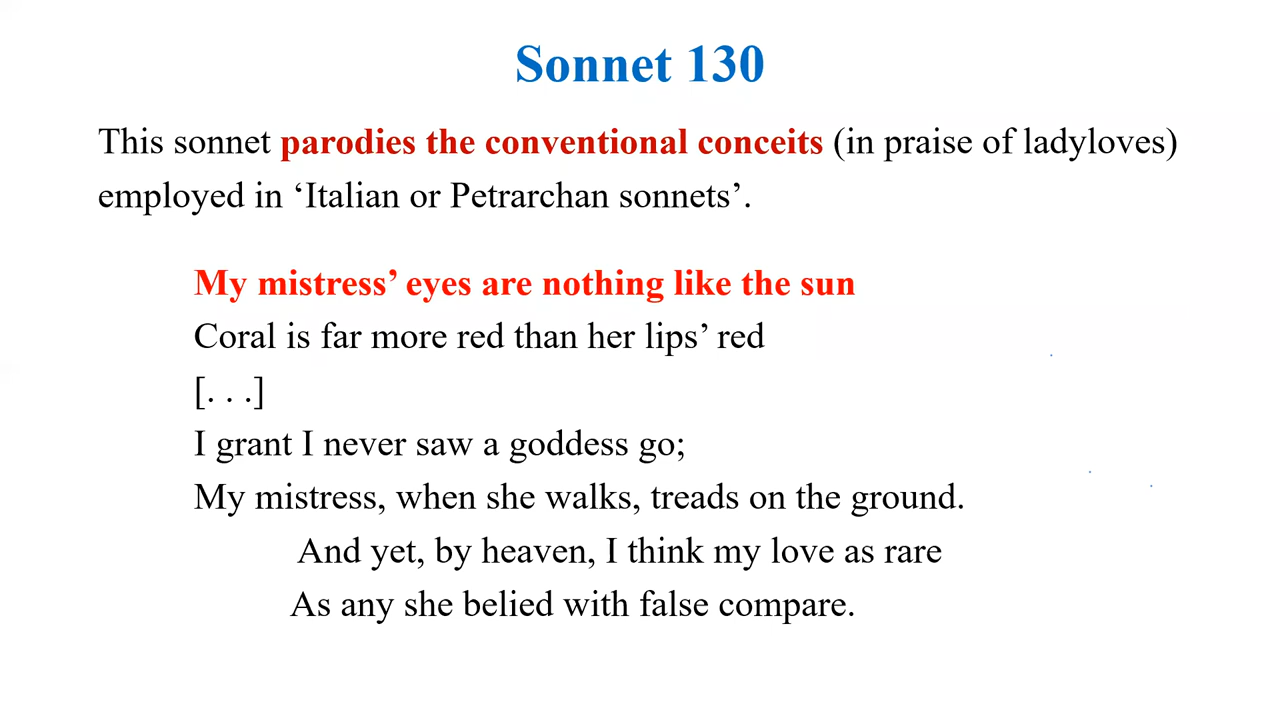 Sonnet 130
This sonnet parodies the conventional conceits (in praise of ladyloves)
employed in ‘Italian or Petrarchan sonnets’.
My mistress’ eyes are nothing like the sun
Coral is far more red than her lips’ red
[. . .]
I grant I never saw a goddess go;
My mistress, when she walks, treads on the ground.
And yet, by heaven, I think my love as rare
As any she belied with false compare.